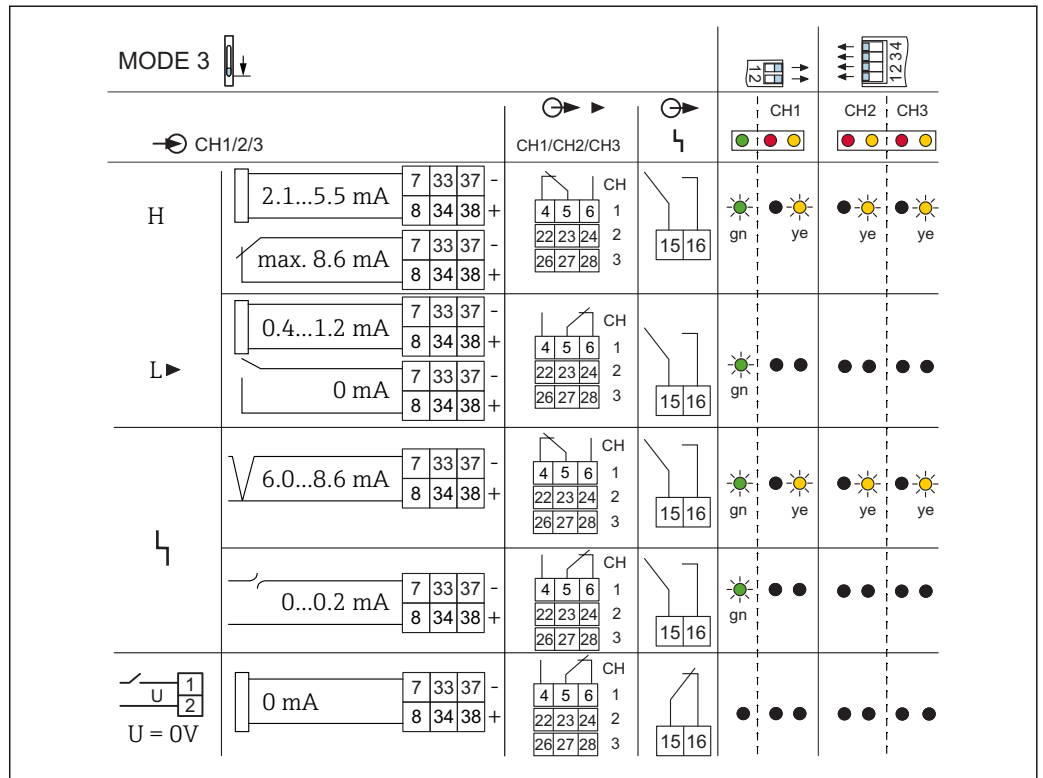 MODE 3
1 2
1 2 3 4
CH1/2/3
CH1/CH2/CH3
CH1
CH2 CH3
H
2.1...5.5 mA
7 33 37 -
8 34 38 +
max. 8.6 mA
7 33 37 -
8 34 38 +
CH
4 5 6 1
22 23 24 2
26 27 28 3
15 16
gn ye ye ye
L
0.4...1.2 mA
7 33 37 -
8 34 38 +
0 mA
7 33 37 -
8 34 38 +
CH
4 5 6 1
22 23 24 2
26 27 28 3
15 16
gn
6.0...8.6 mA
7 33 37 -
8 34 38 +
CH
4 5 6 1
22 23 24 2
26 27 28 3
15 16
gn ye ye ye
0...0.2 mA
7 33 37 -
8 34 38 +
CH
4 5 6 1
22 23 24 2
26 27 28 3
15 16
gn
U 1
2
U = 0V
0 mA
7 33 37 -
8 34 38 +
CH
4 5 6 1
22 23 24 2
26 27 28 3
15 16